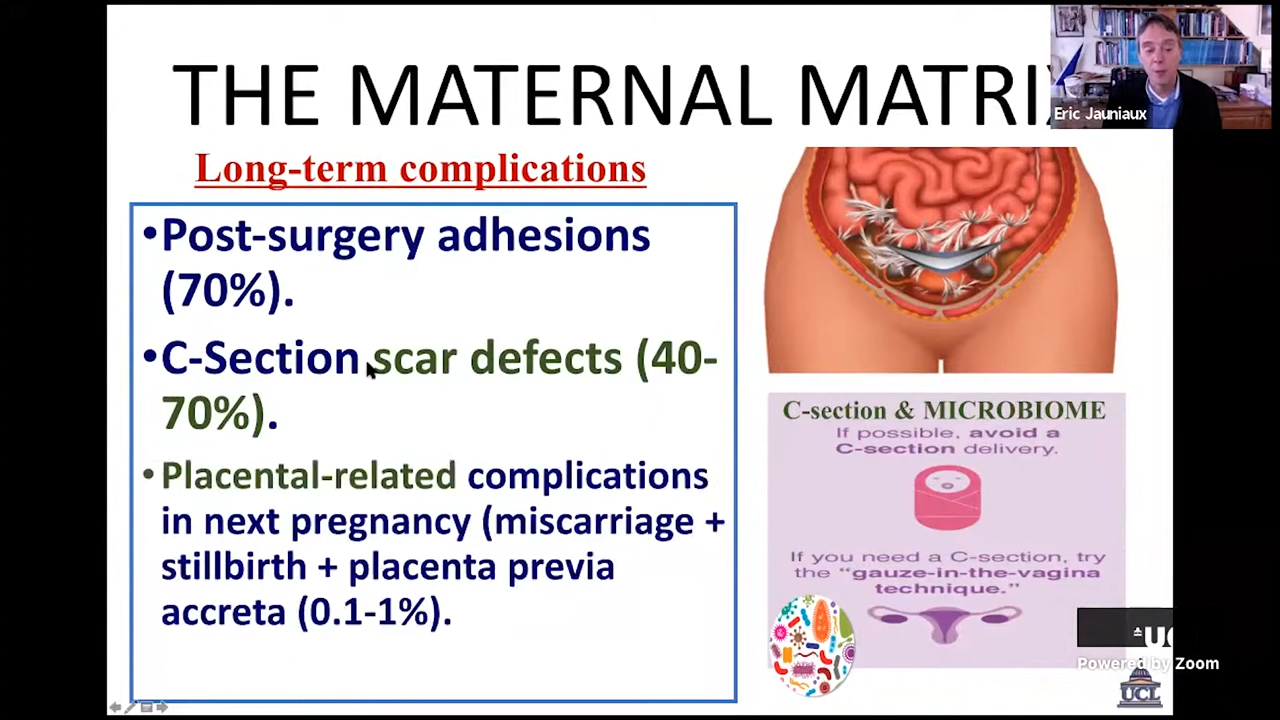 THE MATERNAL MATRI
Eric Jauniaux
Long-term complications
•Post-surgery adhesions
(70%).
•C-Section scar defects (40-
70%).
•Placental-related complications
in next pregnancy (miscarriage +
stillbirth + placenta previa
accreta (0.1-1%).
C-section & MICROBIOME
If possible, avoid a
C-section delivery.
If you need a C-section, try
the “gauze-in-the-vagina
technique.”
Powered by Zoom
UCL